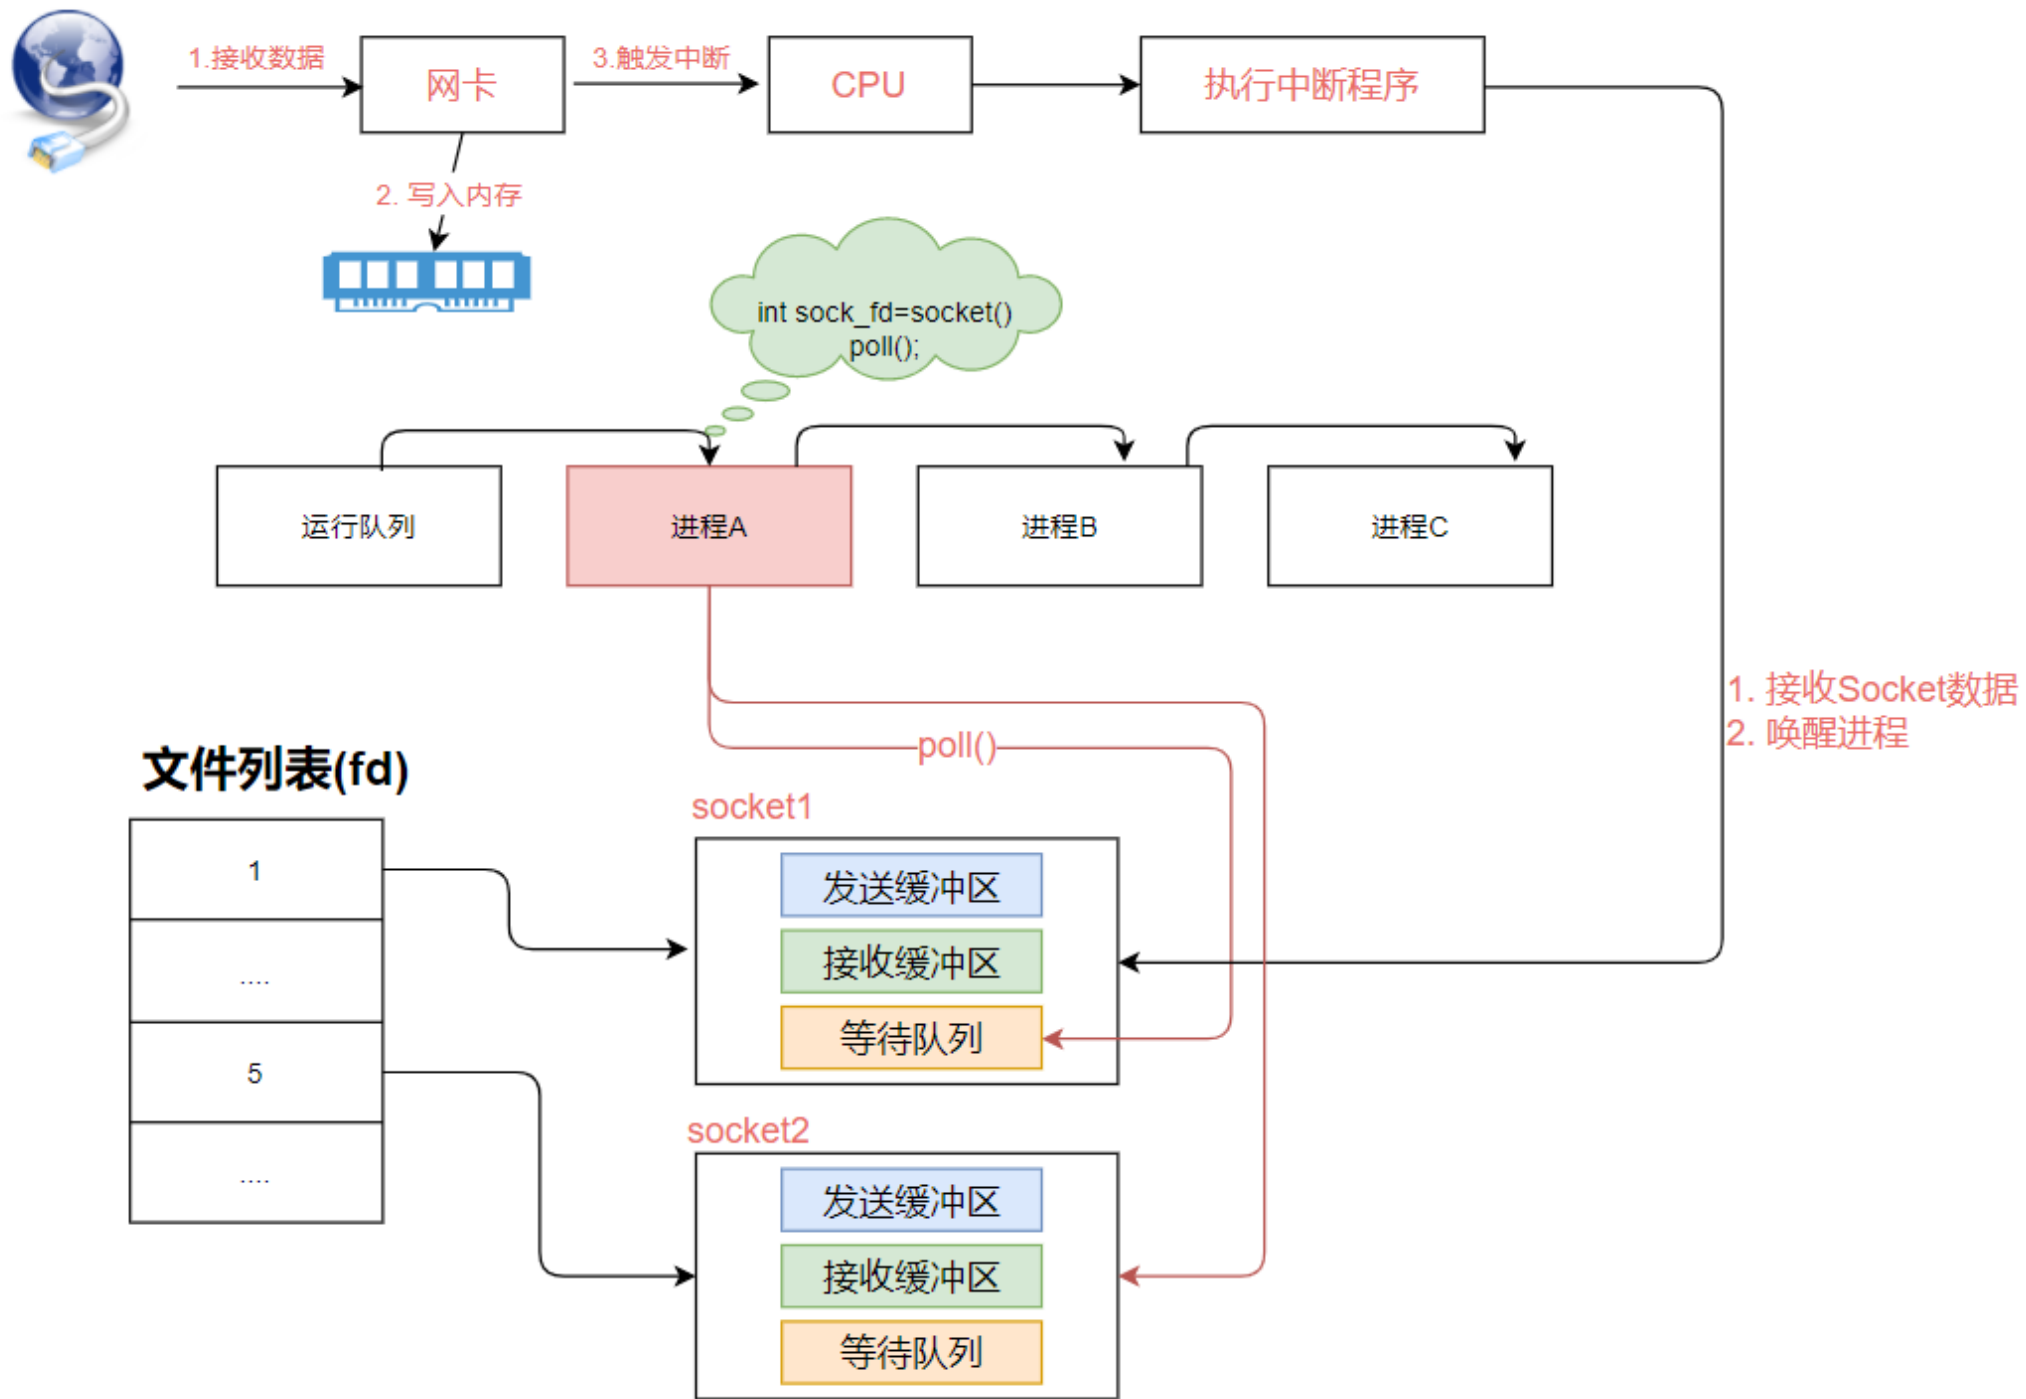 1.接收数据
网卡
3.触发中断
CPU
执行中断程序
2. 写入内存
int sock_fd=socket()
poll();
运行队列
进程A
进程B
进程C
1. 接收Socket数据
2. 唤醒进程
poll()
文件列表(fd)
1
....
5
....
socket1
发送缓冲区
接收缓冲区
等待队列
socket2
发送缓冲区
接收缓冲区
等待队列